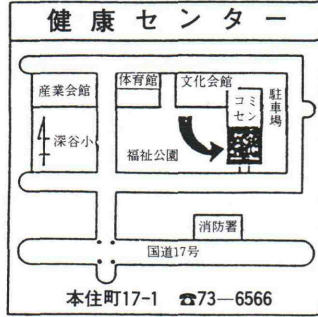 健康センター
産業会館
体育館
文化会館
コミセン
駐車場
深谷小
福祉公園
消防署
国道17号
本住町17-1 ☎73—6566